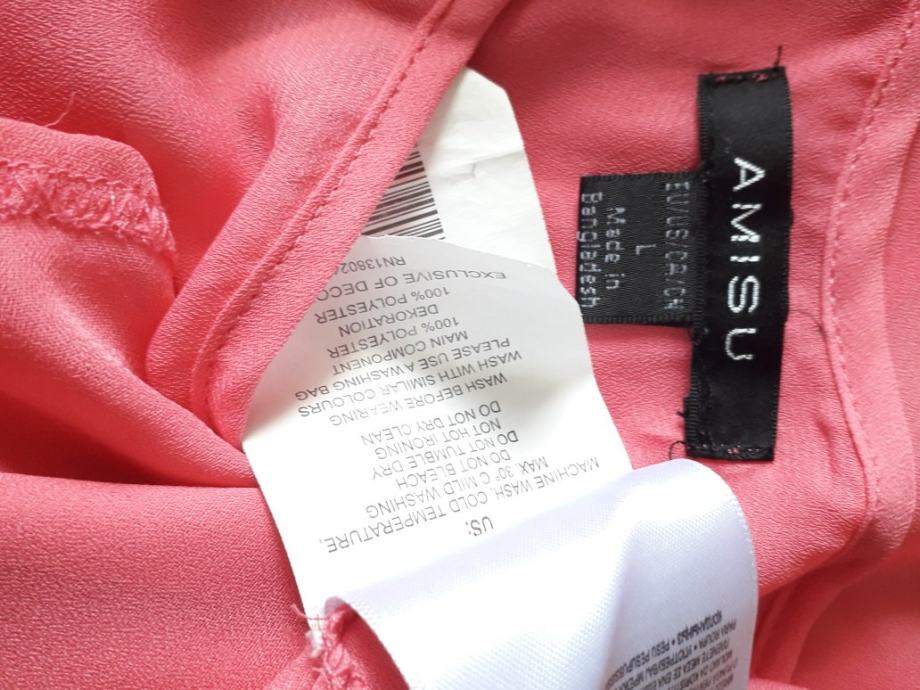 AMISU
EU/US/CA/CH
L
Made in
Bangladesh
US:
MACHINE WASH, COLD TEMPERATURE,
MAX 30° C MILD WASHING
DO NOT BLEACH
DO NOT TUMBLE DRY
NOT HOT IRONING
DO NOT DRY CLEAN
WASH BEFORE WEARING
WASH WITH SIMILAR COLOURS
PLEASE USE A WASHING BAG
MAIN COMPONENT
100% POLYESTER
DEKORATION
100% POLYESTER
EXCLUSIVE OF DECO